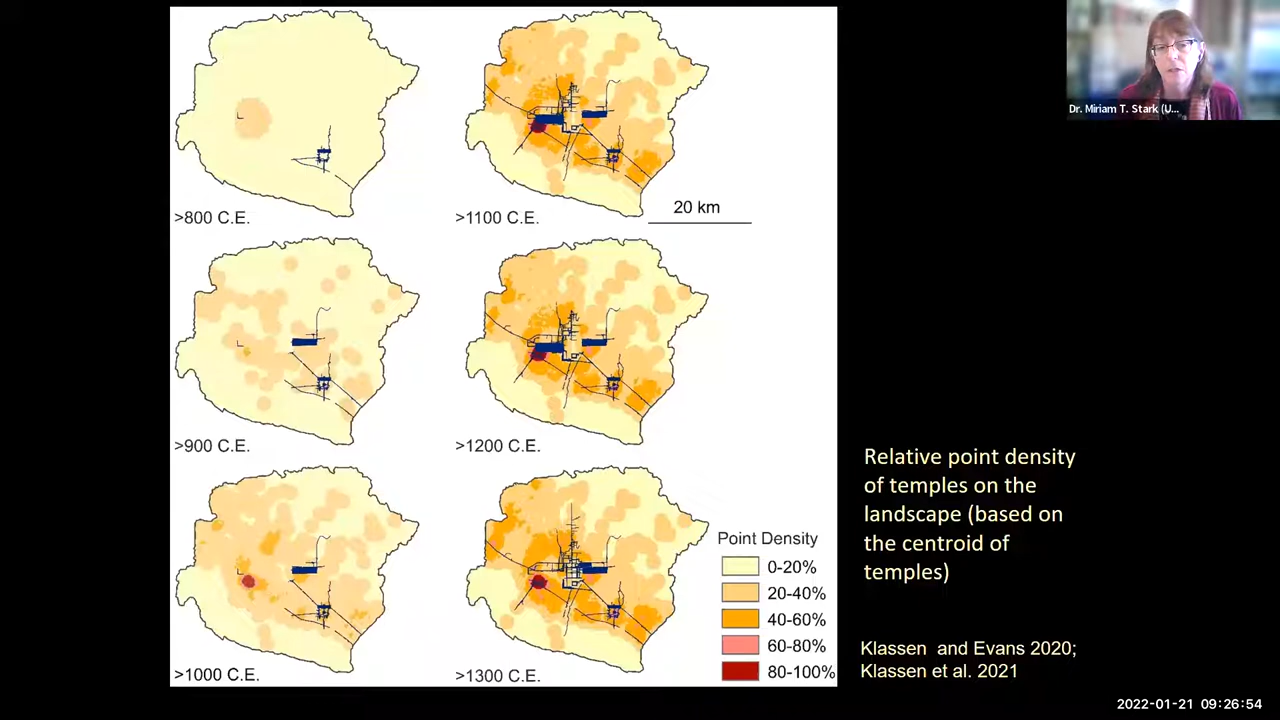 Dr. Miriam T. Stark (U...
>800 C.E.
>1100 C.E.
20 km
>900 C.E.
>1200 C.E.
>1000 C.E.
>1300 C.E.
Point Density
0-20%
20-40%
40-60%
60-80%
80-100%
Relative point density
of temples on the
landscape (based on
the centroid of
temples)
Klassen and Evans 2020;
Klassen et al. 2021
2022-01-21 09:26:54